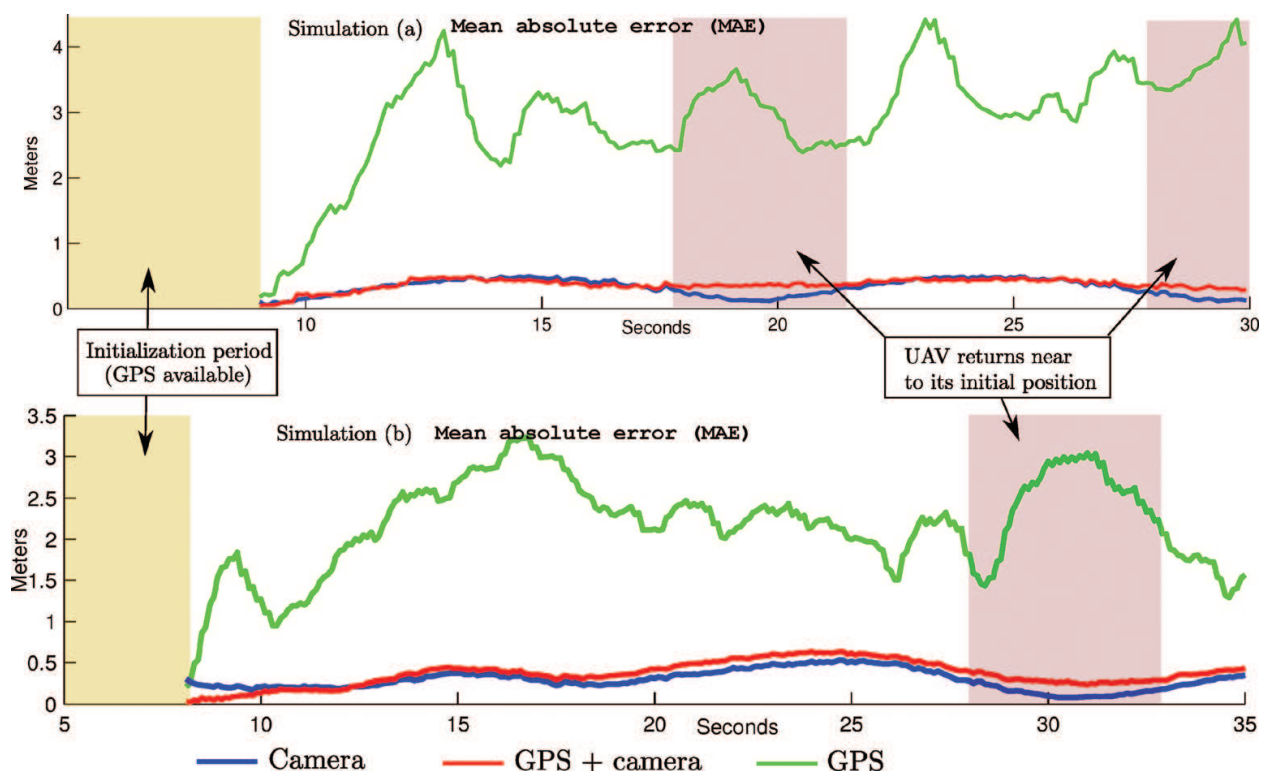 Simulation (a) Mean absolute error (MAE)
4
3
2
1
0
Meters
10 15 20 25 30
Seconds
Initialization period
(GPS available)
UAV returns near
to its initial position
Simulation (b) Mean absolute error (MAE)
3.5
3
2.5
2
1.5
1
0.5
0
Meters
5 10 15 20 25 30 35
Seconds
Camera GPS + camera GPS